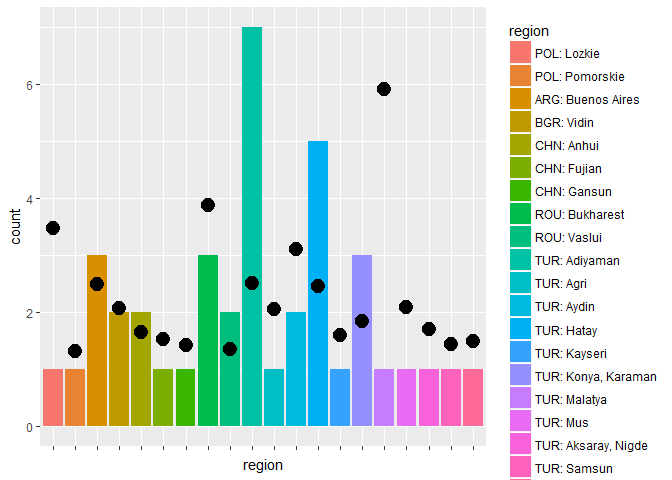 region
POL: Lozkie
POL: Pomorskie
ARG: Buenos Aires
BGR: Vidin
CHN: Anhui
CHN: Fujian
CHN: Gansun
ROU: Bukharest
ROU: Vaslui
TUR: Adiyaman
TUR: Agri
TUR: Aydin
TUR: Hatay
TUR: Kayseri
TUR: Konya, Karaman
TUR: Malatya
TUR: Mus
TUR: Aksaray, Nigde
TUR: Samsun
6
4
2
0
count
region